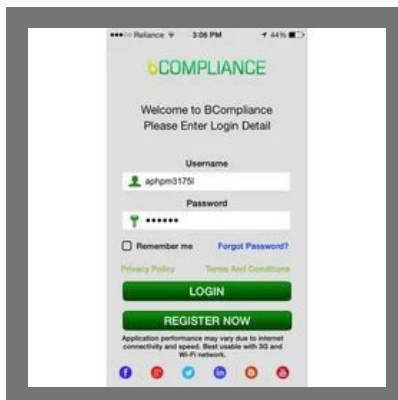 Reliance 3:06 PM 44%
bCOMPLIANCE
Welcome to BCompliance
Please Enter Login Detail
Username
aphpm3175l
Password
••••••
Remember me Forgot Password?
Privacy Policy Terms And Conditions
LOGIN
REGISTER NOW
Application performance may vary due to internet
connectivity and speed. Best usable with 3G and
Wi-Fi network.